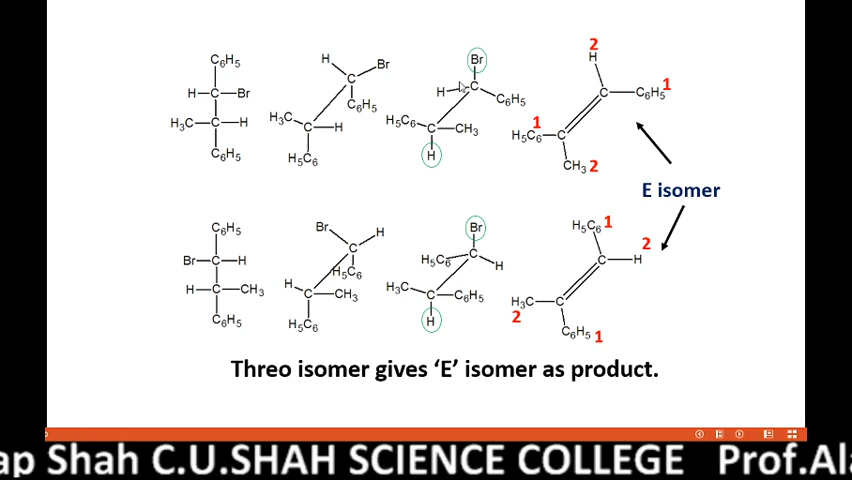 C6H5
H C Br
H3C C H
C6H5
H Br
C
C6H5
H3C
C H
H5C6
Br
H C
C6H5
H5C6
C CH3
H
2
H
C C6H5 1
1
H5C6 C
CH3 2
E isomer
C6H5
Br C H
H C CH3
C6H5
Br H
C
H5C6
H C CH3
H5C6
Br
H5C6 C
H
H3C C C6H5
H
H5C6 1
2
C H
H3C C
2
C6H5 1
Threo isomer gives ‘E’ isomer as product.
ap Shah C.U.SHAH SCIENCE COLLEGE Prof.Ala